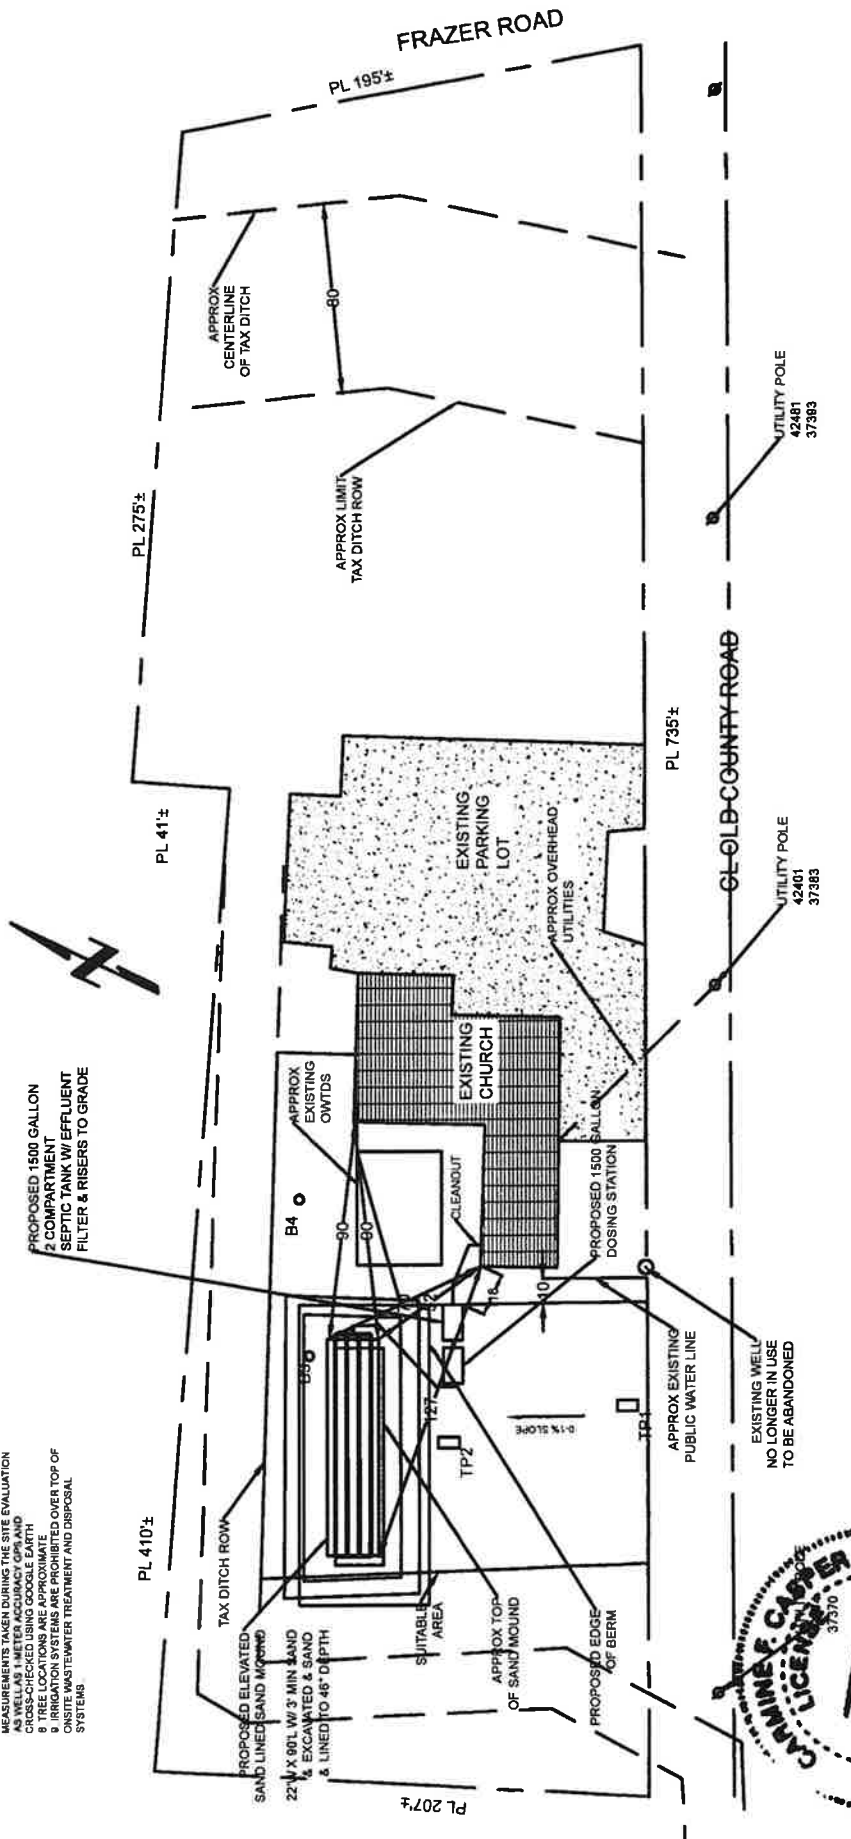 FRAZER ROAD
PL 195'±
APPROX
CENTERLINE
OF TAX DITCH
80
APPROX LIMIT
TAX DITCH ROW
PL 275'±
UTILITY POLE
42481
37383
PL 735'±
CL OLD COUNTY ROAD
PL 41'±
EXISTING
PARKING
LOT
APPROX OVERHEAD
UTILITIES
UTILITY POLE
42401
37383
EXISTING
CHURCH
APPROX
EXISTING
OWTDS
PROPOSED 1500 GALLON
2 COMPARTMENT
SEPTIC TANK W/ EFFLUENT
FILTER & RISERS TO GRADE
B4
90
90
CLEANOUT
PROPOSED 1500 GALLON
DOSING STATION
52
18
10
127
TP2
TP1
0-1% SLOPE
APPROX EXISTING
PUBLIC WATER LINE
EXISTING WELL
NO LONGER IN USE
TO BE ABANDONED
PL 410'±
TAX DITCH ROW
PROPOSED ELEVATED
SAND LINED SAND MOUND
22'W X 90'L W/ 3' MIN SAND
& EXCAVATED & SAND
& LINED TO 46" DEPTH
SUITABLE
AREA
APPROX TOP
OF SAND MOUND
PROPOSED EDGE
OF BERM
PL 207'±
MEASUREMENTS TAKEN DURING THE SITE EVALUATION
AS WELL AS 1-METER ACCURACY GPS AND
CROSS-CHECKED USING GOOGLE EARTH
8 TREE LOCATIONS ARE APPROXIMATE
9 IRRIGATION SYSTEMS ARE PROHIBITED OVER TOP OF
ONSITE WASTEWATER TREATMENT AND DISPOSAL
SYSTEMS
37370
CARMINE F. CASPER
LICENSE